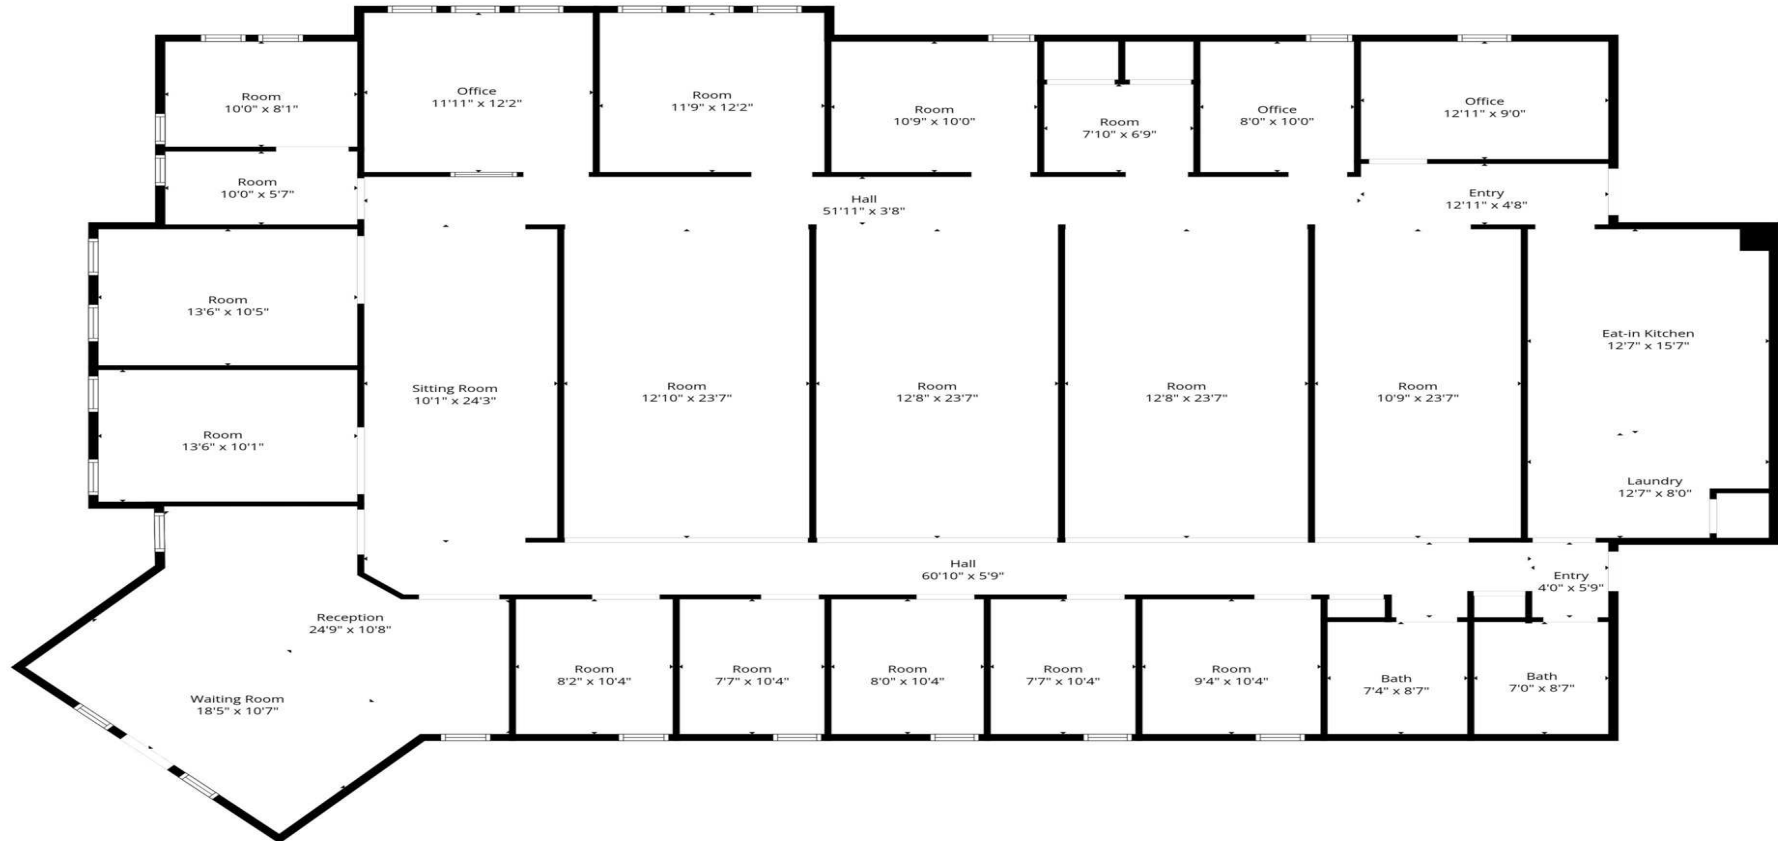 Room
10'0" x 8'1"
Office
11'11" x 12'2"
Room
11'9" x 12'2"
Room
10'9" x 10'0"
Room
7'10" x 6'9"
Office
8'0" x 10'0"
Office
12'11" x 9'0"
Room
10'0" x 5'7"
Hall
51'11" x 3'8"
Entry
12'11" x 4'8"
Room
13'6" x 10'5"
Eat-in Kitchen
12'7" x 15'7"
Sitting Room
10'1" x 24'3"
Room
12'10" x 23'7"
Room
12'8" x 23'7"
Room
12'8" x 23'7"
Room
10'9" x 23'7"
Room
13'6" x 10'1"
Laundry
12'7" x 8'0"
Hall
60'10" x 5'9"
Entry
4'0" x 5'9"
Reception
24'9" x 10'8"
Room
8'2" x 10'4"
Room
7'7" x 10'4"
Room
8'0" x 10'4"
Room
7'7" x 10'4"
Room
9'4" x 10'4"
Bath
7'4" x 8'7"
Bath
7'0" x 8'7"
Waiting Room
18'5" x 10'7"